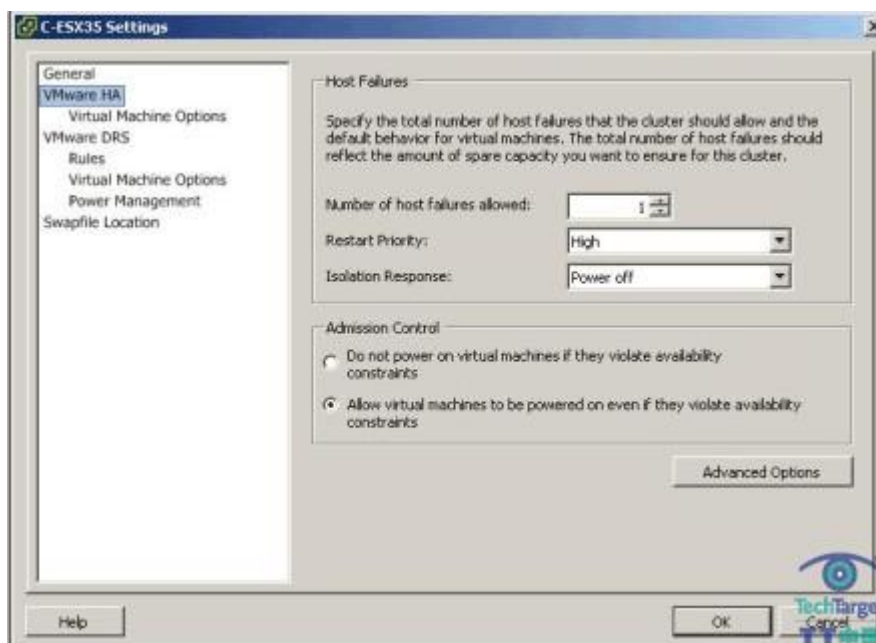 C-ESX35 Settings
General
VMware HA
Virtual Machine Options
VMware DRS
Rules
Virtual Machine Options
Power Management
Swapfile Location
Host Failures
Specify the total number of host failures that the cluster should allow and the
default behavior for virtual machines. The total number of host failures should
reflect the amount of spare capacity you want to ensure for this cluster.
Number of host failures allowed: 1
Restart Priority: High
Isolation Response: Power off
Admission Control
Do not power on virtual machines if they violate availability
constraints
Allow virtual machines to be powered on even if they violate availability
constraints
Advanced Options
Help
OK
Cancel
TechTarge